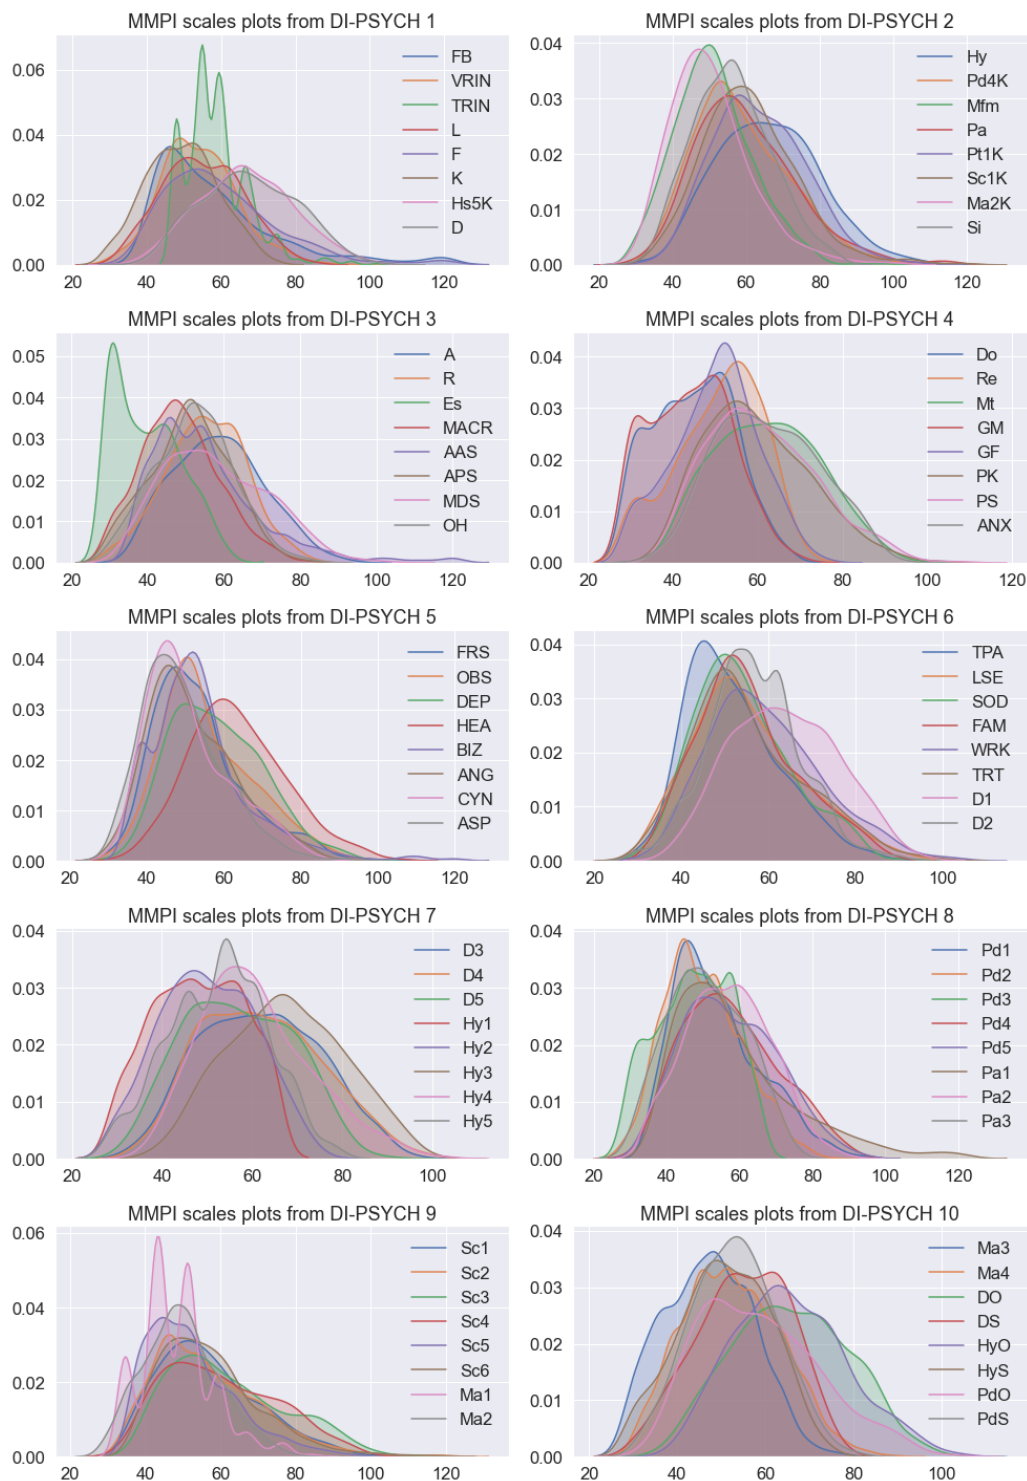 MMPI scales plots from DI-PSYCH 1
0.06
0.04
0.02
0.00
20 40 60 80 100 120
FB
VRIN
TRIN
L
F
K
Hs5K
D
MMPI scales plots from DI-PSYCH 2
0.04
0.03
0.02
0.01
0.00
20 40 60 80 100 120
Hy
Pd4K
Mfm
Pa
Pt1K
Sc1K
Ma2K
Si
MMPI scales plots from DI-PSYCH 3
0.05
0.04
0.03
0.02
0.01
0.00
20 40 60 80 100 120
A
R
Es
MACR
AAS
APS
MDS
OH
MMPI scales plots from DI-PSYCH 4
0.04
0.03
0.02
0.01
0.00
20 40 60 80 100 120
Do
Re
Mt
GM
GF
PK
PS
ANX
MMPI scales plots from DI-PSYCH 5
0.04
0.03
0.02
0.01
0.00
20 40 60 80 100 120
FRS
OBS
DEP
HEA
BIZ
ANG
CYN
ASP
MMPI scales plots from DI-PSYCH 6
0.04
0.03
0.02
0.01
0.00
20 40 60 80 100
TPA
LSE
SOD
FAM
WRK
TRT
D1
D2
MMPI scales plots from DI-PSYCH 7
0.04
0.03
0.02
0.01
0.00
20 40 60 80 100
D3
D4
D5
Hy1
Hy2
Hy3
Hy4
Hy5
MMPI scales plots from DI-PSYCH 8
0.04
0.03
0.02
0.01
0.00
20 40 60 80 100 120
Pd1
Pd2
Pd3
Pd4
Pd5
Pa1
Pa2
Pa3
MMPI scales plots from DI-PSYCH 9
0.06
0.04
0.02
0.00
20 40 60 80 100 120
Sc1
Sc2
Sc3
Sc4
Sc5
Sc6
Ma1
Ma2
MMPI scales plots from DI-PSYCH 10
0.04
0.03
0.02
0.01
0.00
20 40 60 80 100
Ma3
Ma4
DO
DS
HyO
HyS
PdO
PdS